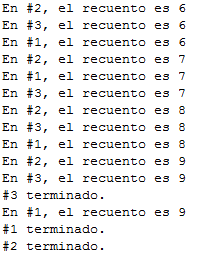 En #2, el recuento es 6
En #3, el recuento es 6
En #1, el recuento es 6
En #2, el recuento es 7
En #1, el recuento es 7
En #3, el recuento es 7
En #2, el recuento es 8
En #3, el recuento es 8
En #1, el recuento es 8
En #2, el recuento es 9
En #3, el recuento es 9
#3 terminado.
En #1, el recuento es 9
#1 terminado.
#2 terminado.